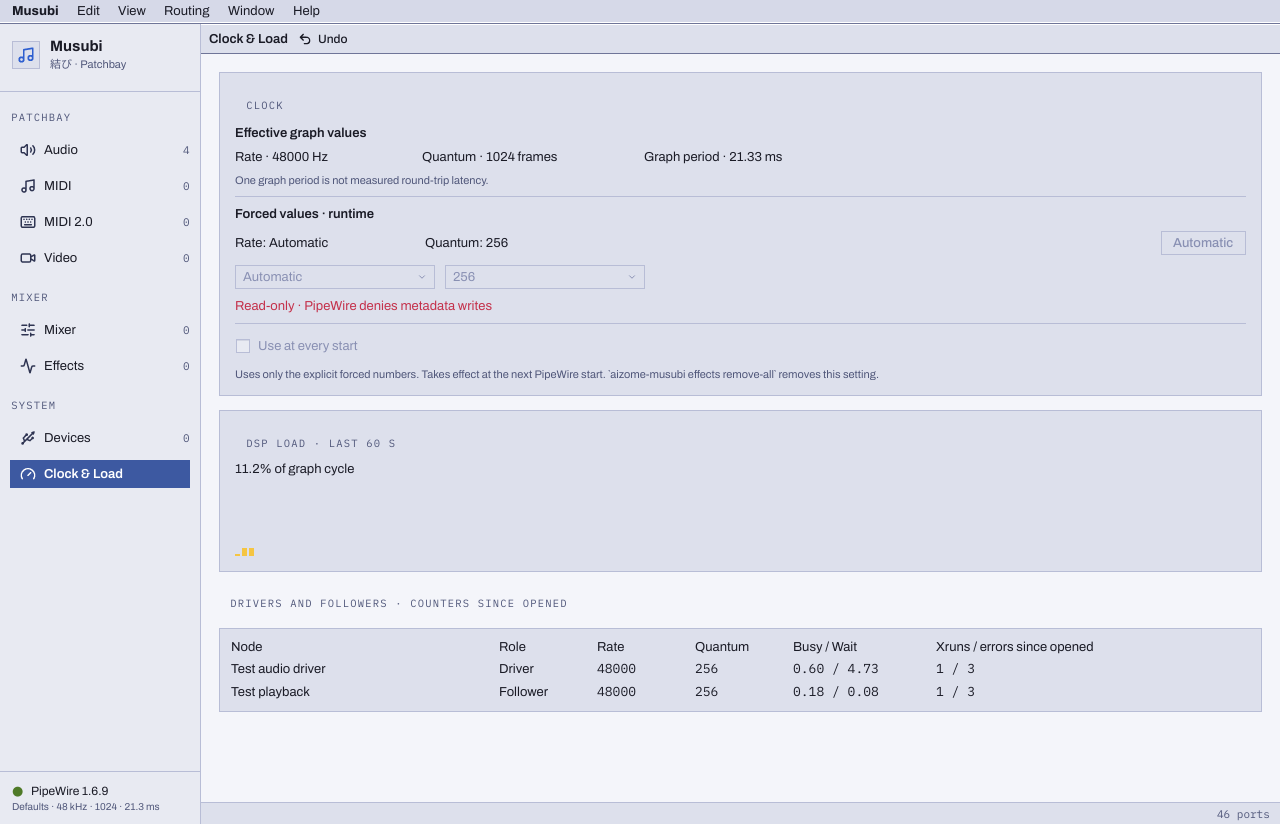 Musubi Edit View Routing Window Help
Musubi
結び · Patchbay
Clock & Load Undo
PATCHBAY
Audio 4
MIDI 0
MIDI 2.0 0
Video 0
MIXER
Mixer 0
Effects 0
SYSTEM
Devices 0
Clock & Load
PipeWire 1.6.9
Defaults · 48 kHz · 1024 · 21.3 ms
CLOCK
Effective graph values
Rate · 48000 Hz Quantum · 1024 frames Graph period · 21.33 ms
One graph period is not measured round-trip latency.
Forced values · runtime
Rate: Automatic Quantum: 256 Automatic
Automatic 256
Read-only · PipeWire denies metadata writes
Use at every start
Uses only the explicit forced numbers. Takes effect at the next PipeWire start. `aizome-musubi effects remove-all` removes this setting.
DSP LOAD · LAST 60 S
11.2% of graph cycle
DRIVERS AND FOLLOWERS · COUNTERS SINCE OPENED
Node Role Rate Quantum Busy / Wait Xruns / errors since opened
Test audio driver Driver 48000 256 0.60 / 4.73 1 / 3
Test playback Follower 48000 256 0.18 / 0.08 1 / 3
46 ports